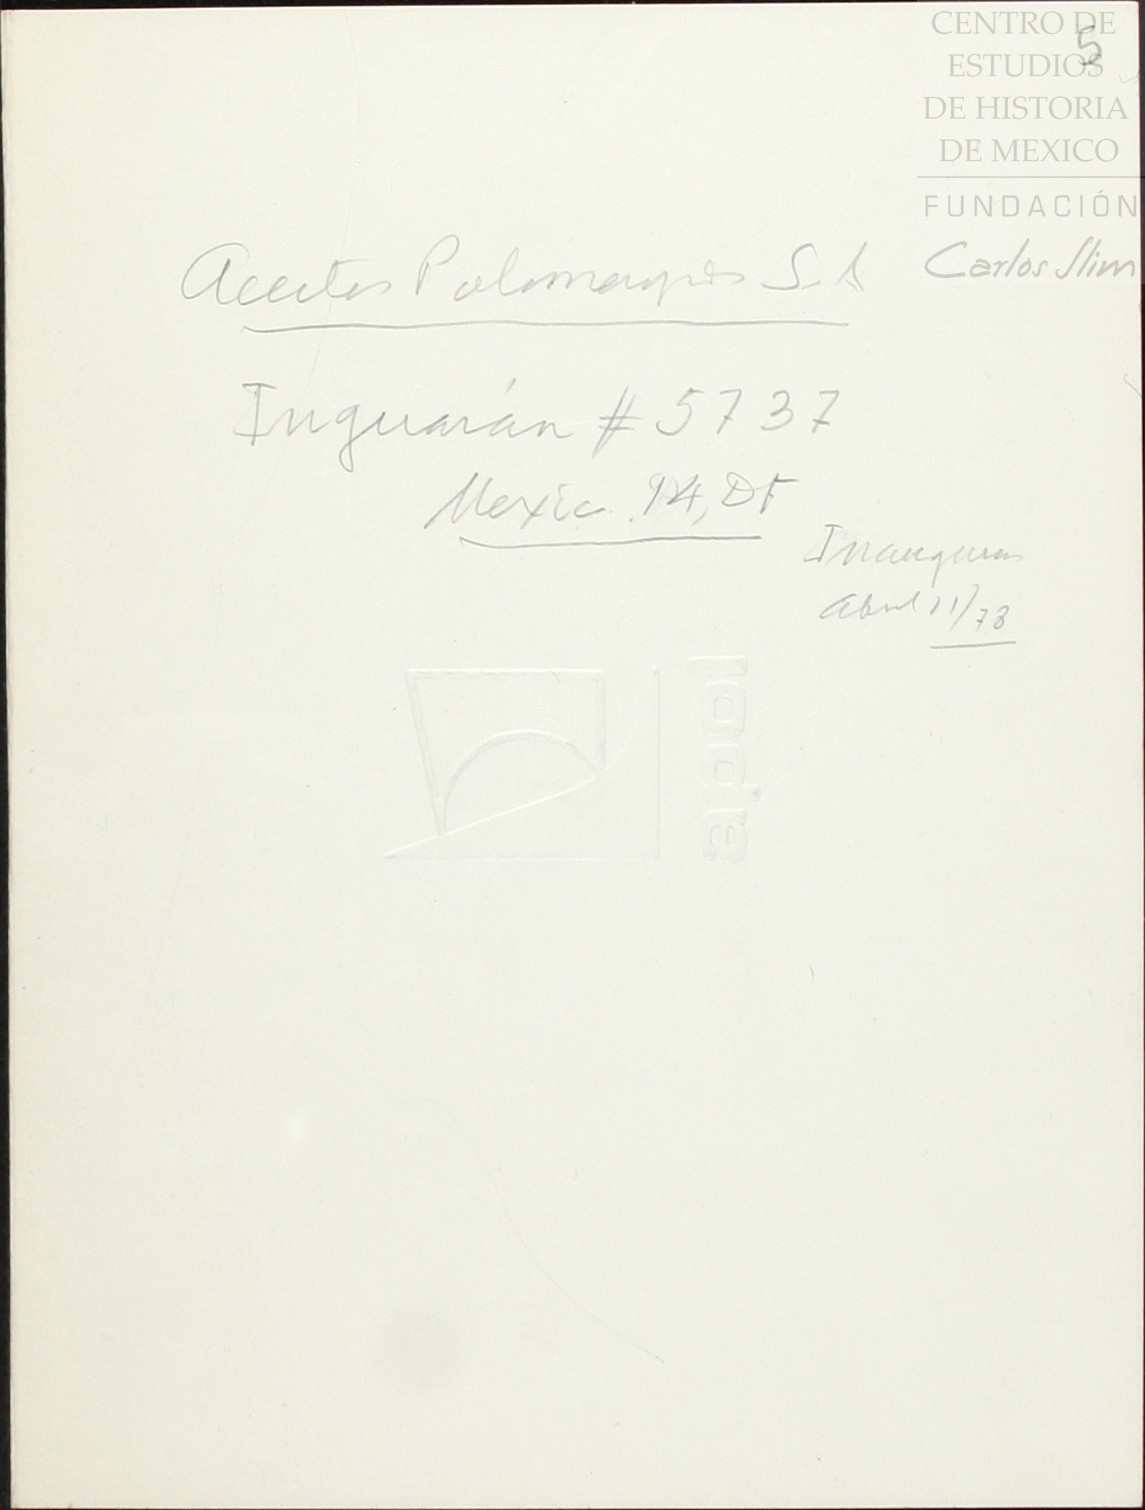 CENTRO DE
ESTUDIOS
DE HISTORIA
DE MEXICO
FUNDACIÓN
Carlos Slim
5
Aceites Polimerizados S A
Inguarán # 5737
Mexico 14, DF
Abril 11/73